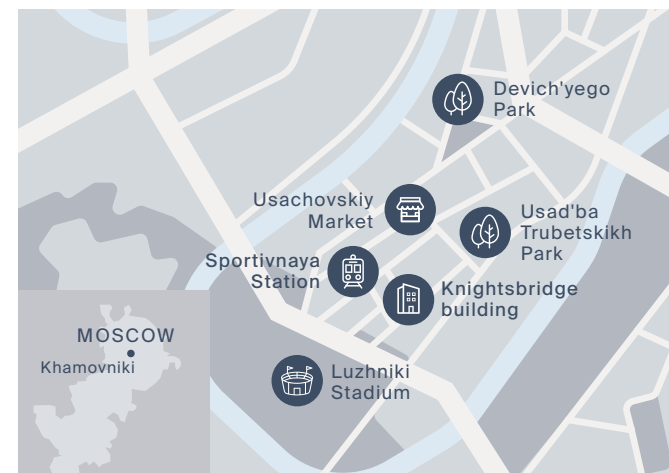 Devich'yego
Park
Usachovskiy
Market
Usad'ba
Trubetskikh
Park
Sportivnaya
Station
Knightsbridge
building
MOSCOW
Khamovniki
Luzhniki
Stadium